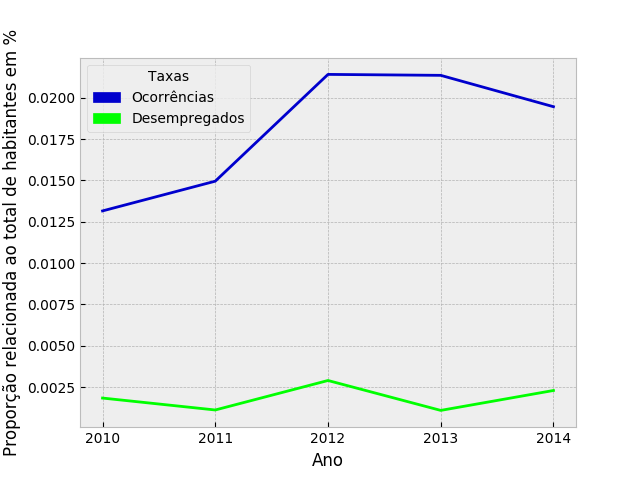 Proporção relacionada ao total de habitantes em %
Taxas
Ocorrências
Desempregados
0.0200
0.0175
0.0150
0.0125
0.0100
0.0075
0.0050
0.0025
2010 2011 2012 2013 2014
Ano